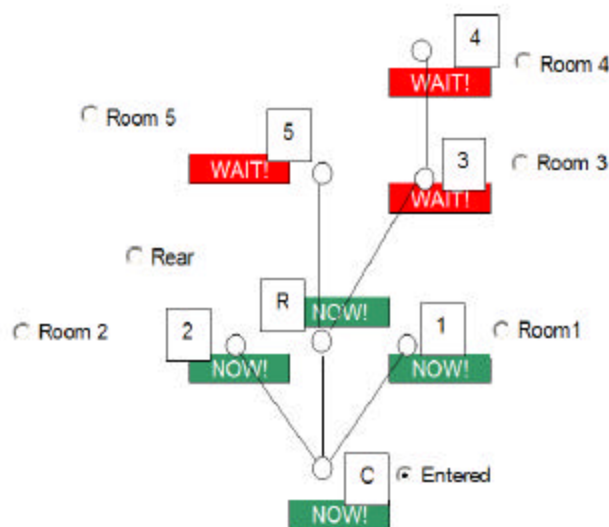 4
Room 4
WAIT!
Room 5
5
3
Room 3
WAIT!
WAIT!
Rear
R
NOW!
Room 2
2
1
Room1
NOW!
NOW!
C
Entered
NOW!